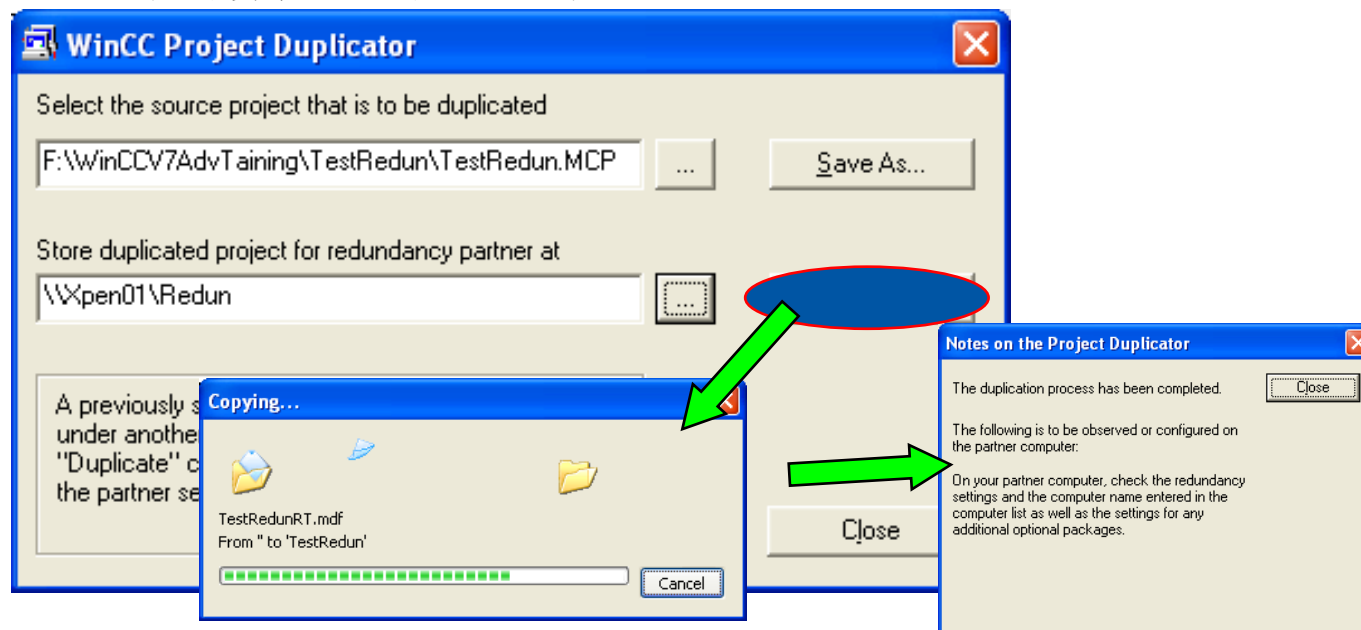 WinCC Project Duplicator
Select the source project that is to be duplicated
F:\WinCCV7AdvTaining\TestRedun\TestRedun.MCP
...
Save As...
Store duplicated project for redundancy partner at
\\Xpen01\Redun
...
A previously s
under anothe
"Duplicate" c
the partner se
Close
Copying...
TestRedunRT.mdf
From '' to 'TestRedun'
Cancel
Notes on the Project Duplicator
The duplication process has been completed.
Close
The following is to be observed or configured on
the partner computer:
On your partner computer, check the redundancy
settings and the computer name entered in the
computer list as well as the settings for any
additional optional packages.